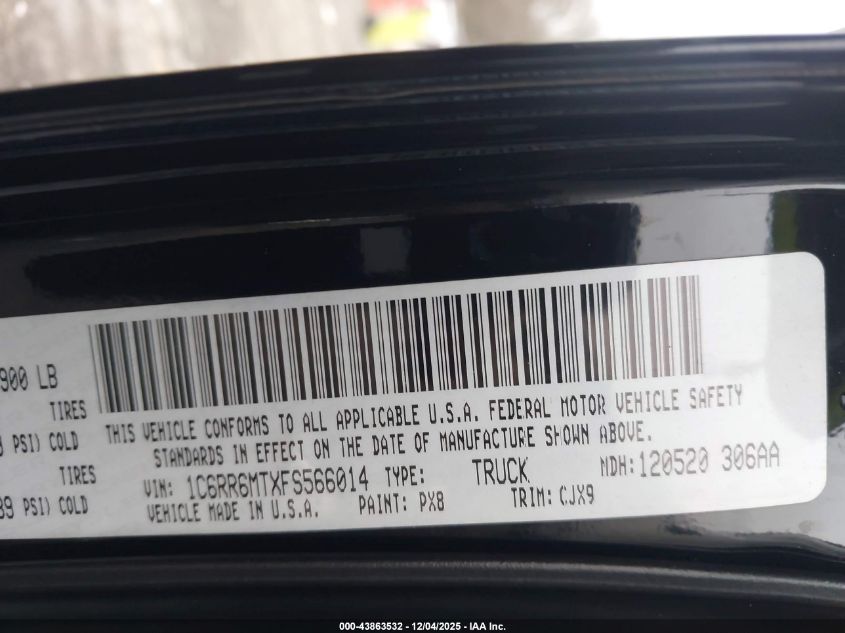 900 LB
TIRES
PSI) COLD
TIRES
39 PSI) COLD
THIS VEHICLE CONFORMS TO ALL APPLICABLE U.S.A. FEDERAL MOTOR VEHICLE SAFETY
STANDARDS IN EFFECT ON THE DATE OF MANUFACTURE SHOWN ABOVE.
VIN: 1C6RR6MTXFS566014 TYPE: TRUCK MDH: 120520 306AA
VEHICLE MADE IN U.S.A. PAINT: PX8 TRIM: CJX9
000-43863532 - 12/04/2025 - IAA Inc.